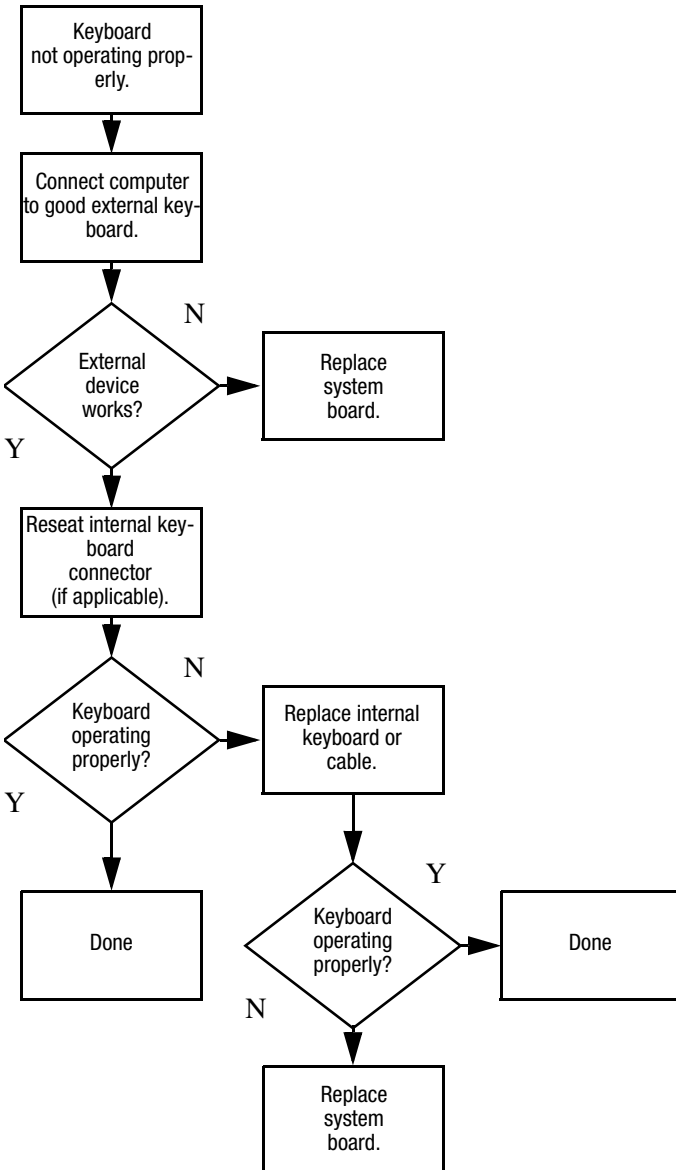 Keyboard
not operating prop-
erly.
Connect computer
to good external key-
board.
N
External
device
works?
Replace
system
board.
Y
Reseat internal key-
board
connector
(if applicable).
N
Keyboard
operating
properly?
Replace internal
keyboard or
cable.
Y
Y
Done
Keyboard
operating
properly?
Done
N
Replace
system
board.